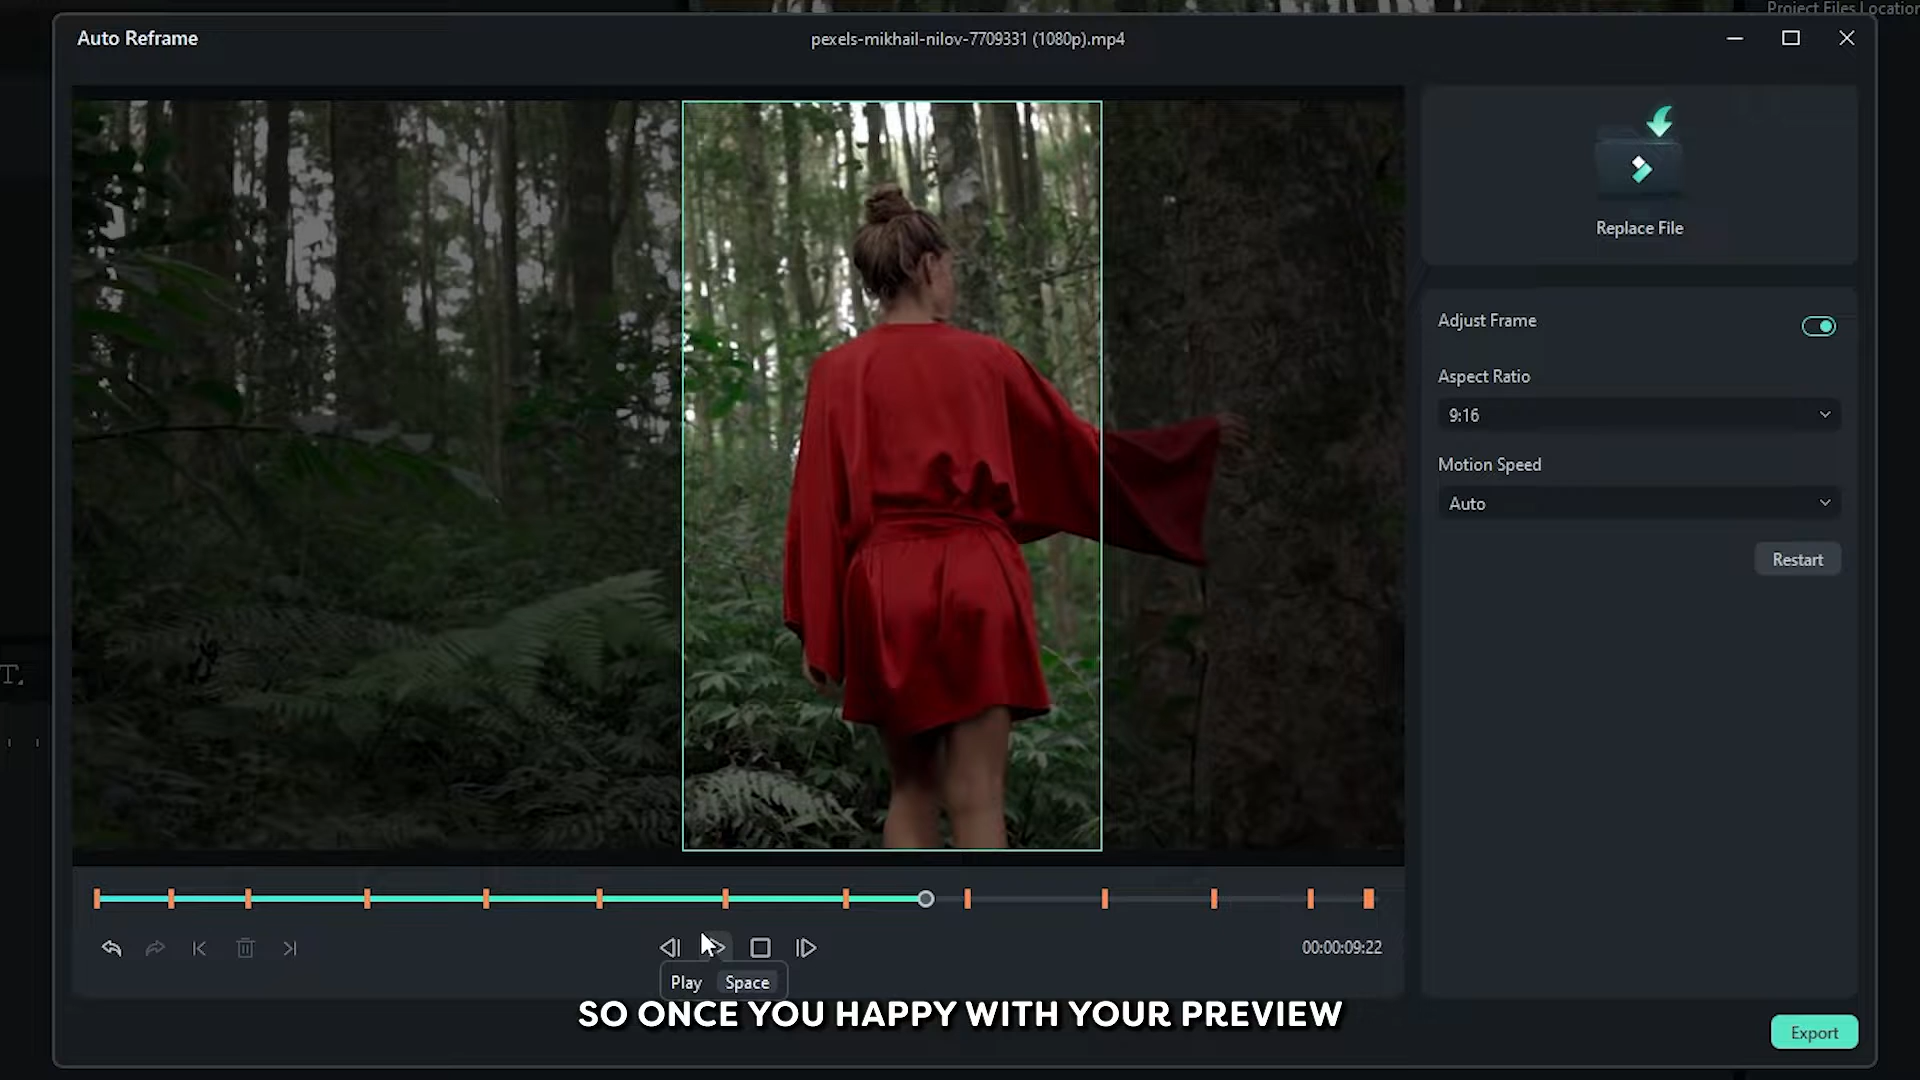 Project Files Location
Auto Reframe
pexels-mikhail-nilov-7709331 (1080p).mp4
Replace File
Adjust Frame
Aspect Ratio
9:16
Motion Speed
Auto
Restart
00:00:09:22
Play Space
SO ONCE YOU HAPPY WITH YOUR PREVIEW
Export